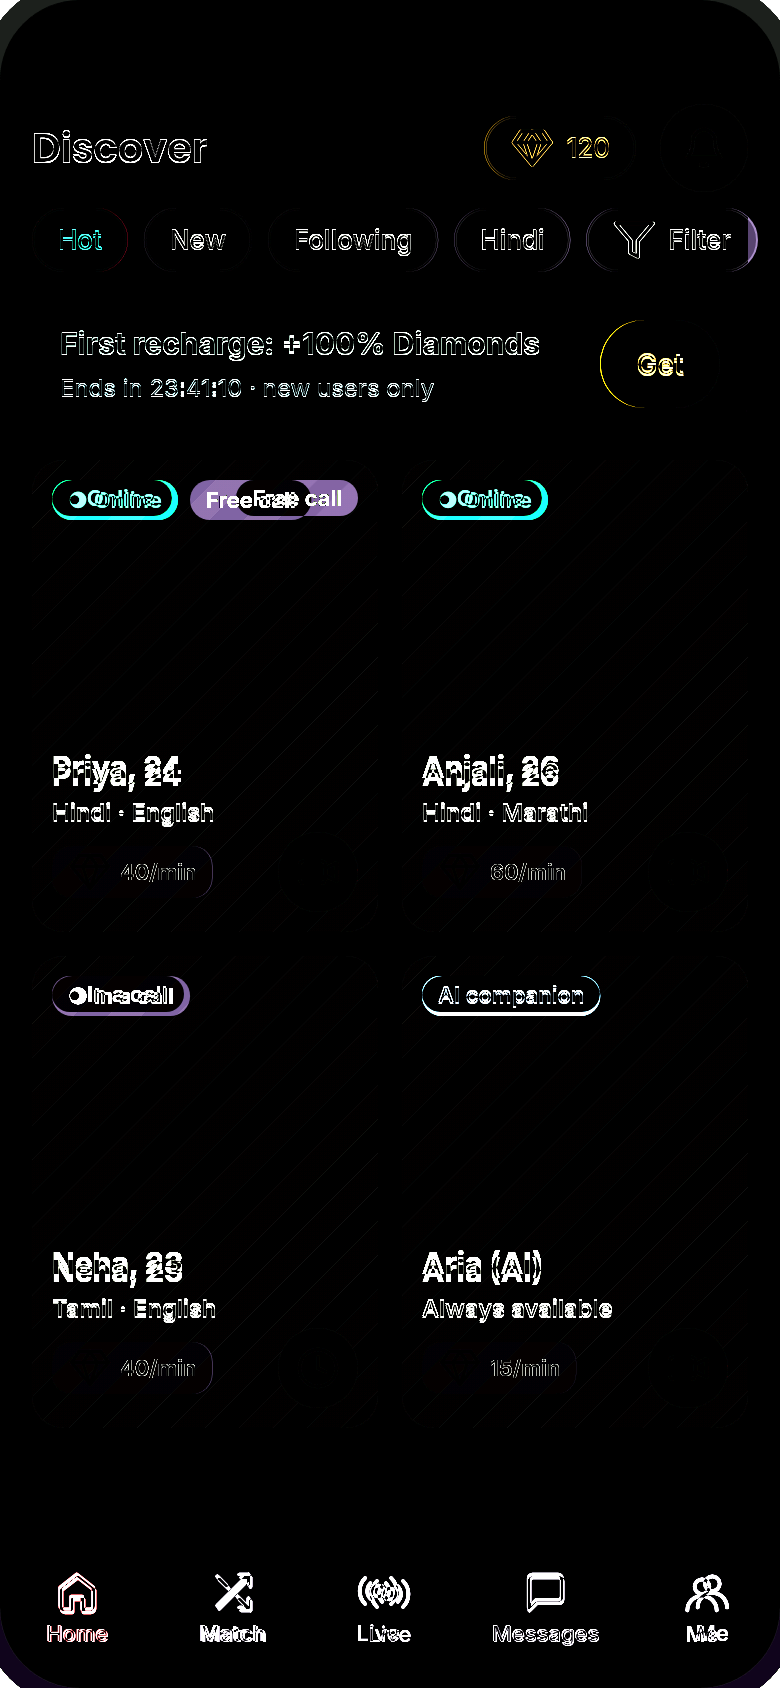 Discover
120
Hot
New
Following
Hindi
Filter
First recharge: +100% Diamonds
Ends in 23:41:10 · new users only
Get
Online
Free call
Online
Priya, 24
Hindi · English
40/min
Anjali, 26
Hindi · Marathi
60/min
In a call
AI companion
Neha, 23
Tamil · English
40/min
Aria (AI)
Always available
15/min
Home
Match
Live
Messages
Me